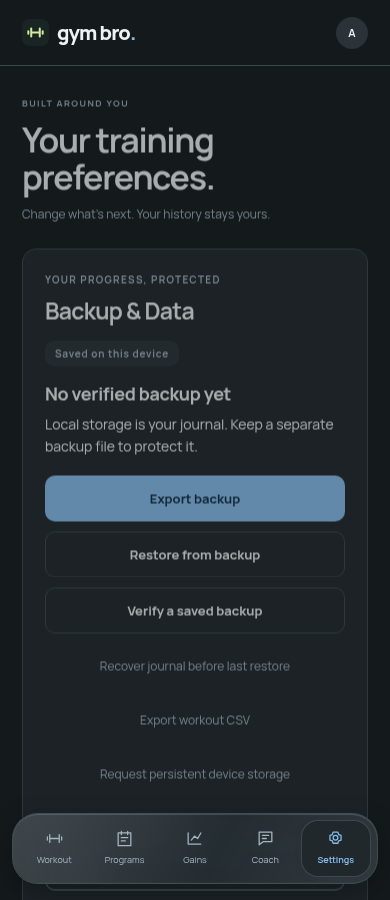 gym bro.
A
BUILT AROUND YOU
Your training
preferences.
Change what's next. Your history stays yours.
YOUR PROGRESS, PROTECTED
Backup & Data
Saved on this device
No verified backup yet
Local storage is your journal. Keep a separate
backup file to protect it.
Export backup
Restore from backup
Verify a saved backup
Recover journal before last restore
Export workout CSV
Request persistent device storage
Workout
Programs
Gains
Coach
Settings